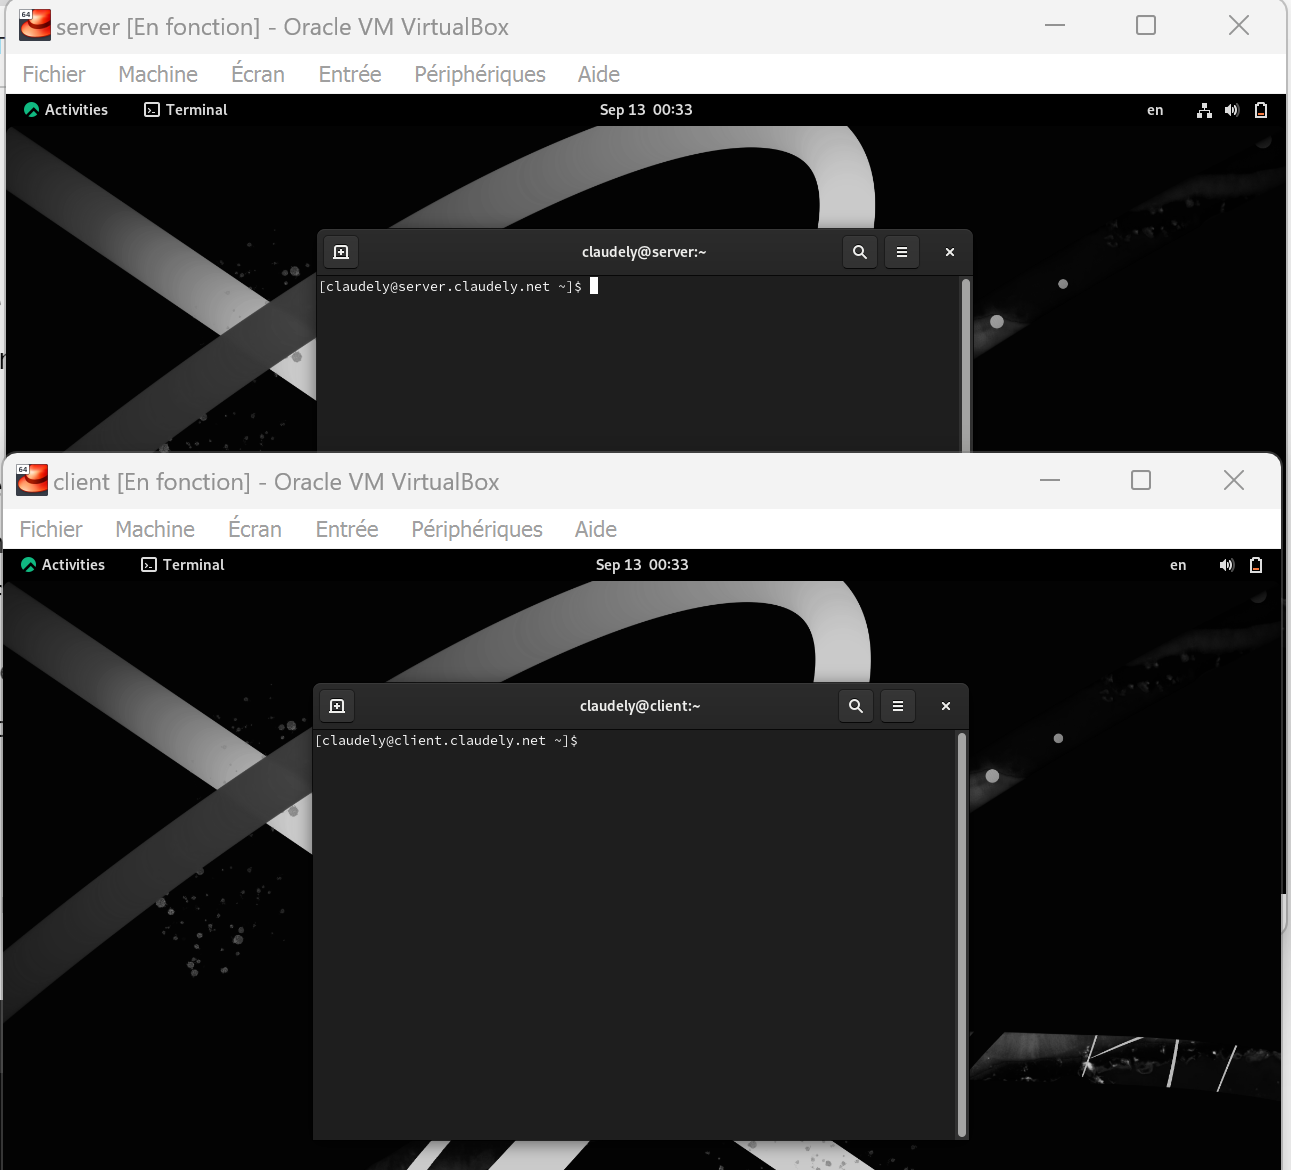 64
server [En fonction] - Oracle VM VirtualBox
Fichier Machine Écran Entrée Périphériques Aide
Activities Terminal Sep 13 00:33 en
claudely@server:~
[claudely@server.claudely.net ~]$
64
client [En fonction] - Oracle VM VirtualBox
Fichier Machine Écran Entrée Périphériques Aide
Activities Terminal Sep 13 00:33 en
claudely@client:~
[claudely@client.claudely.net ~]$